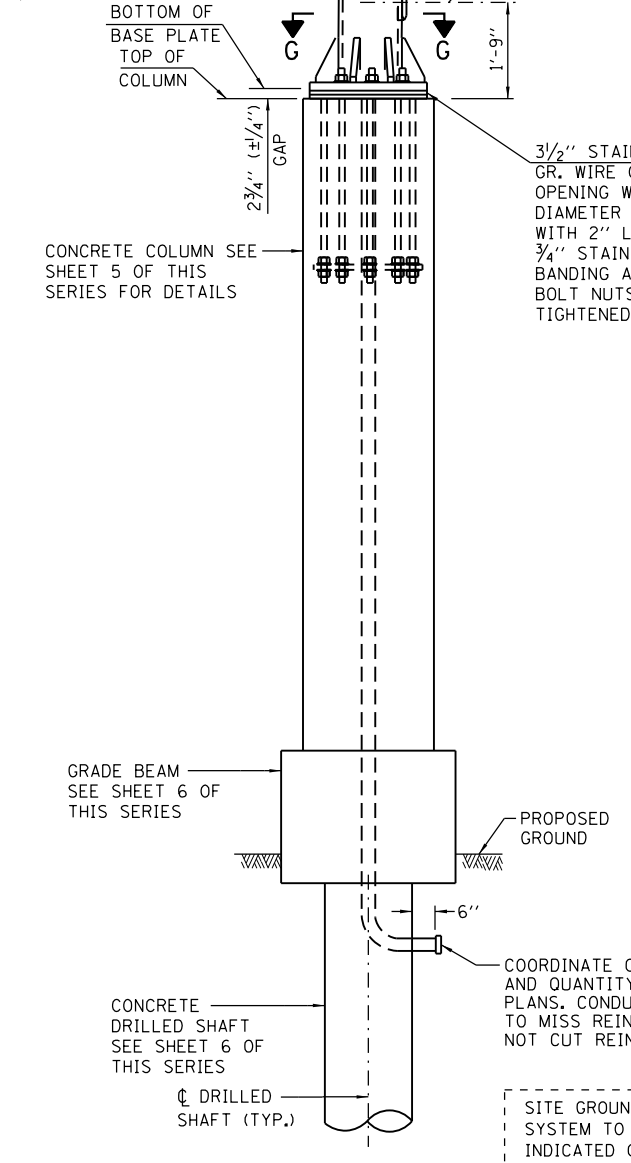 BOTTOM OF
BASE PLATE
TOP OF
COLUMN
G
G
1'-9"
2 3/4" (±1/4")
GAP
3 1/2" STAI
GR. WIRE
OPENING W
DIAMETER
WITH 2" L
3/4" STAIN
BANDING A
BOLT NUTS
TIGHTENED
CONCRETE COLUMN SEE
SHEET 5 OF THIS
SERIES FOR DETAILS
GRADE BEAM
SEE SHEET 6 OF
THIS SERIES
PROPOSED
GROUND
6"
COORDINATE
AND QUANTITY
PLANS. CONDU
TO MISS REIN
NOT CUT REIN
CONCRETE
DRILLED SHAFT
SEE SHEET 6 OF
THIS SERIES
℄ DRILLED
SHAFT (TYP.)
SITE GROUN
SYSTEM TO
INDICATED